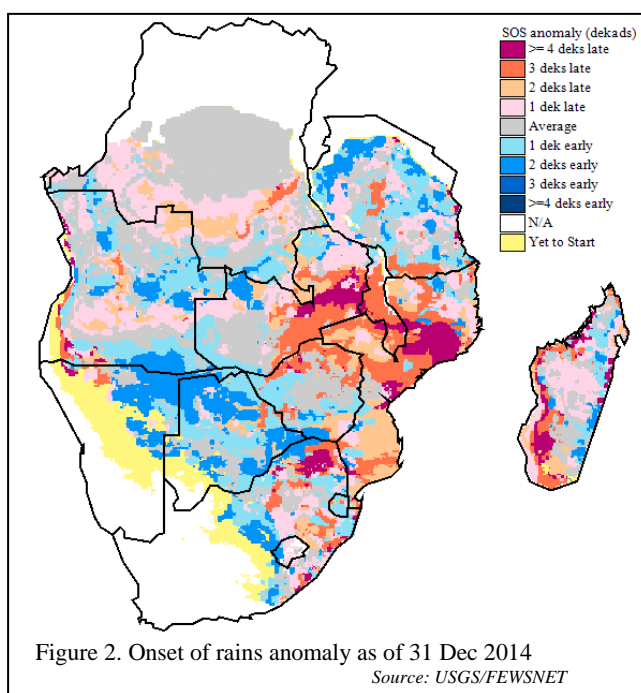 SOS anomaly (dekads)
>= 4 deks late
3 deks late
2 deks late
1 dek late
Average
1 dek early
2 deks early
3 deks early
>=4 deks early
N/A
Yet to Start
Figure 2. Onset of rains anomaly as of 31 Dec 2014
Source: USGS/FEWSNET